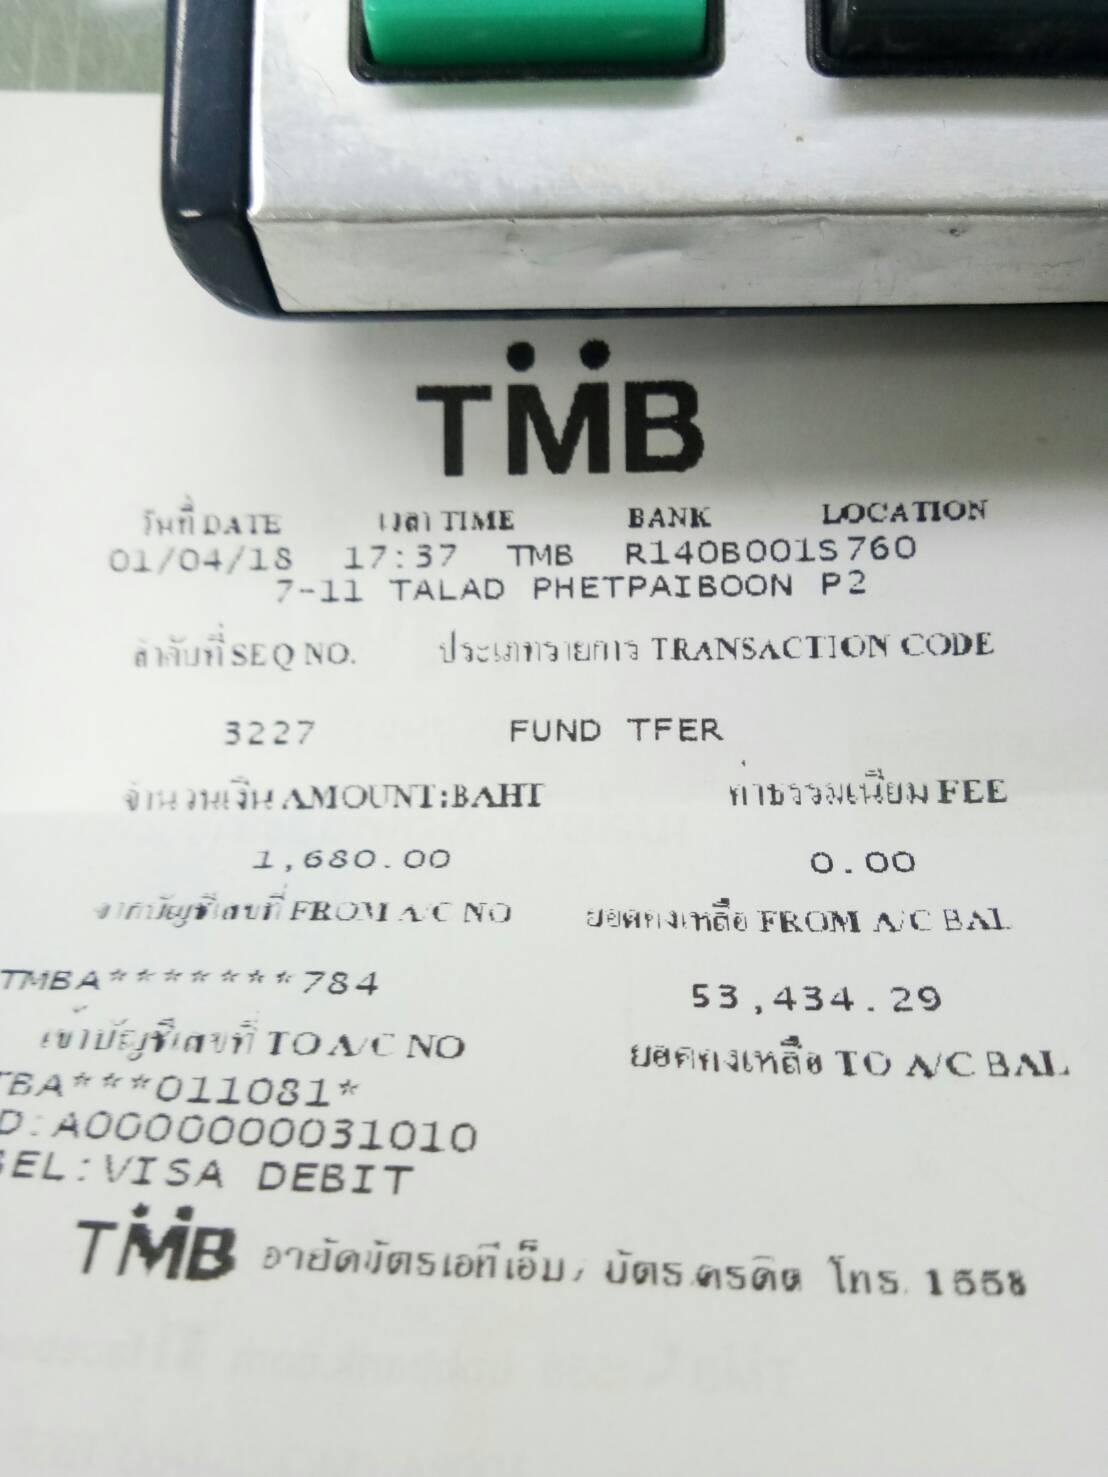 TMB
วันที่ DATE เวลา TIME BANK LOCATION
01/04/18 17:37 TMB R140B001S760
7-11 TALAD PHETPAIBOON P2
ลำดับที่ SEQ NO. ประเภทรายการ TRANSACTION CODE
3227 FUND TFER
จำนวนเงิน AMOUNT:BAHT ค่าธรรมเนียม FEE
1,680.00 0.00
จากบัญชีเลขที่ FROM A/C NO ยอดคงเหลือ FROM A/C BAL
TMBA*******784 53,434.29
เข้าบัญชีเลขที่ TO A/C NO ยอดคงเหลือ TO A/C BAL
TBA***011081*
D:A0000000031010
SEL:VISA DEBIT
TMB อายัดบัตรเอทีเอ็ม, บัตรเครดิต โทร. 1558